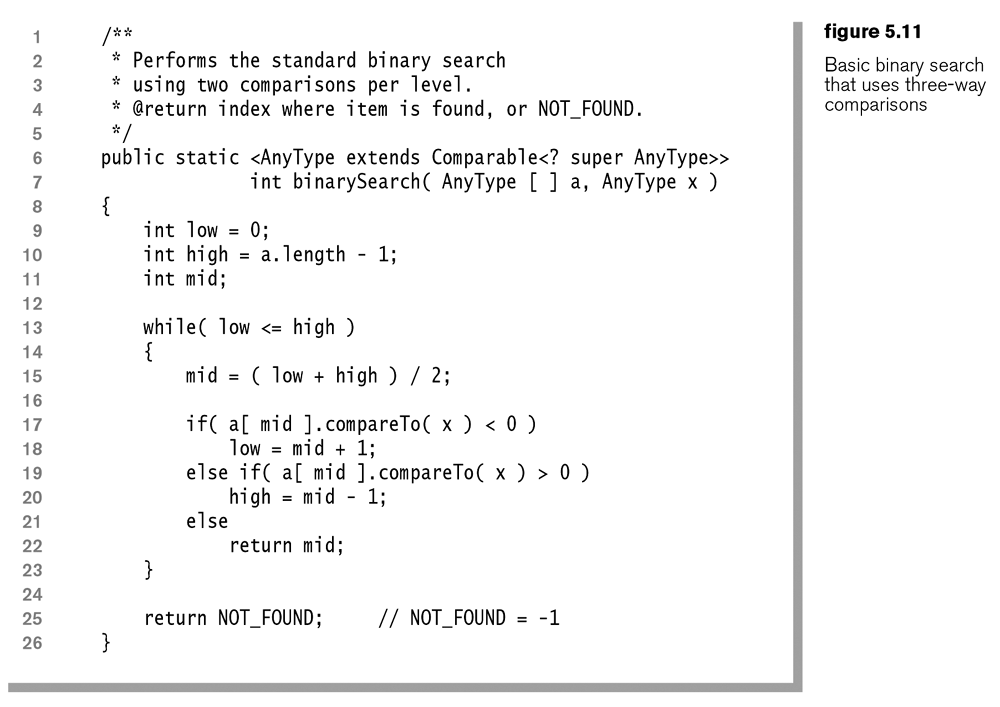 1 /**
2 * Performs the standard binary search
3 * using two comparisons per level.
4 * @return index where item is found, or NOT_FOUND.
5 */
6 public static <AnyType extends Comparable<? super AnyType>>
7 int binarySearch( AnyType [ ] a, AnyType x )
8 {
9 int low = 0;
10 int high = a.length - 1;
11 int mid;
12
13 while( low <= high )
14 {
15 mid = ( low + high ) / 2;
16
17 if( a[ mid ].compareTo( x ) < 0 )
18 low = mid + 1;
19 else if( a[ mid ].compareTo( x ) > 0 )
20 high = mid - 1;
21 else
22 return mid;
23 }
24
25 return NOT_FOUND; // NOT_FOUND = -1
26 }
figure 5.11
Basic binary search
that uses three-way
comparisons